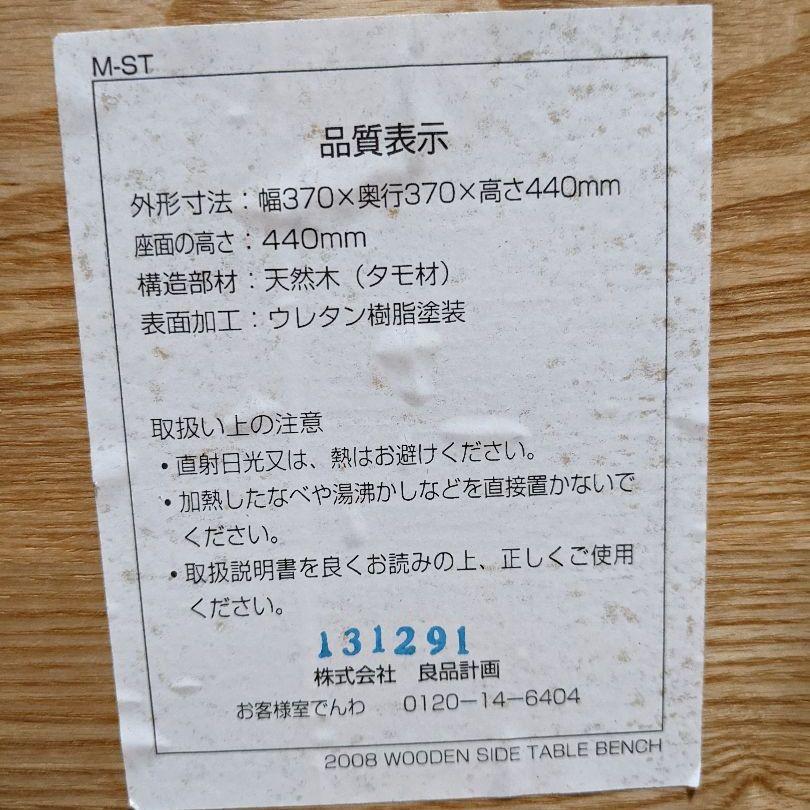 M-ST
品質表示
外形寸法：幅370×奥行370×高さ440mm
座面の高さ：440mm
構造部材：天然木（タモ材）
表面加工：ウレタン樹脂塗装
取扱い上の注意
・直射日光又は、熱はお避けください。
・加熱したなべや湯沸かしなどを直接置かないで
ください。
・取扱説明書を良くお読みの上、正しくご使用
ください。
131291
株式会社　良品計画
お客様室でんわ　0120－14－6404
2008 WOODEN SIDE TABLE BENCH